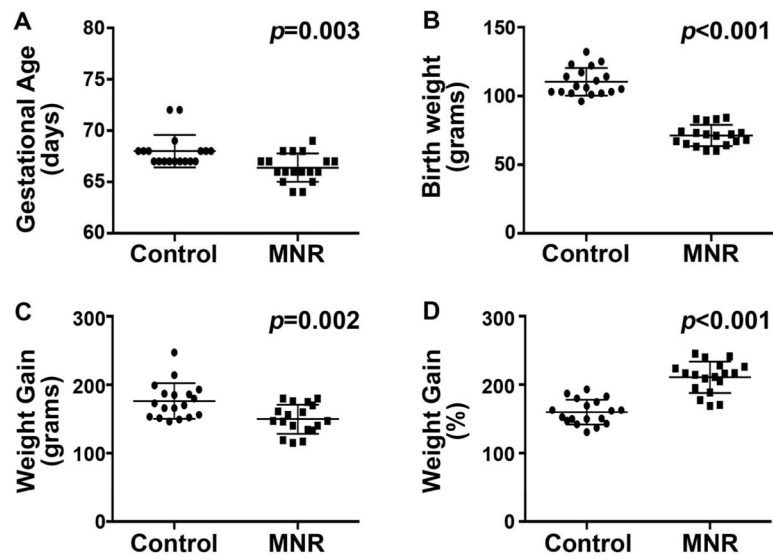 A
p=0.003
Gestational Age
(days)
80
75
70
65
60
Control
MNR
B
p<0.001
Birth weight
(grams)
150
100
50
0
Control
MNR
C
p=0.002
Weight Gain
(grams)
300
200
100
0
Control
MNR
D
p<0.001
Weight Gain
(%)
300
200
100
0
Control
MNR